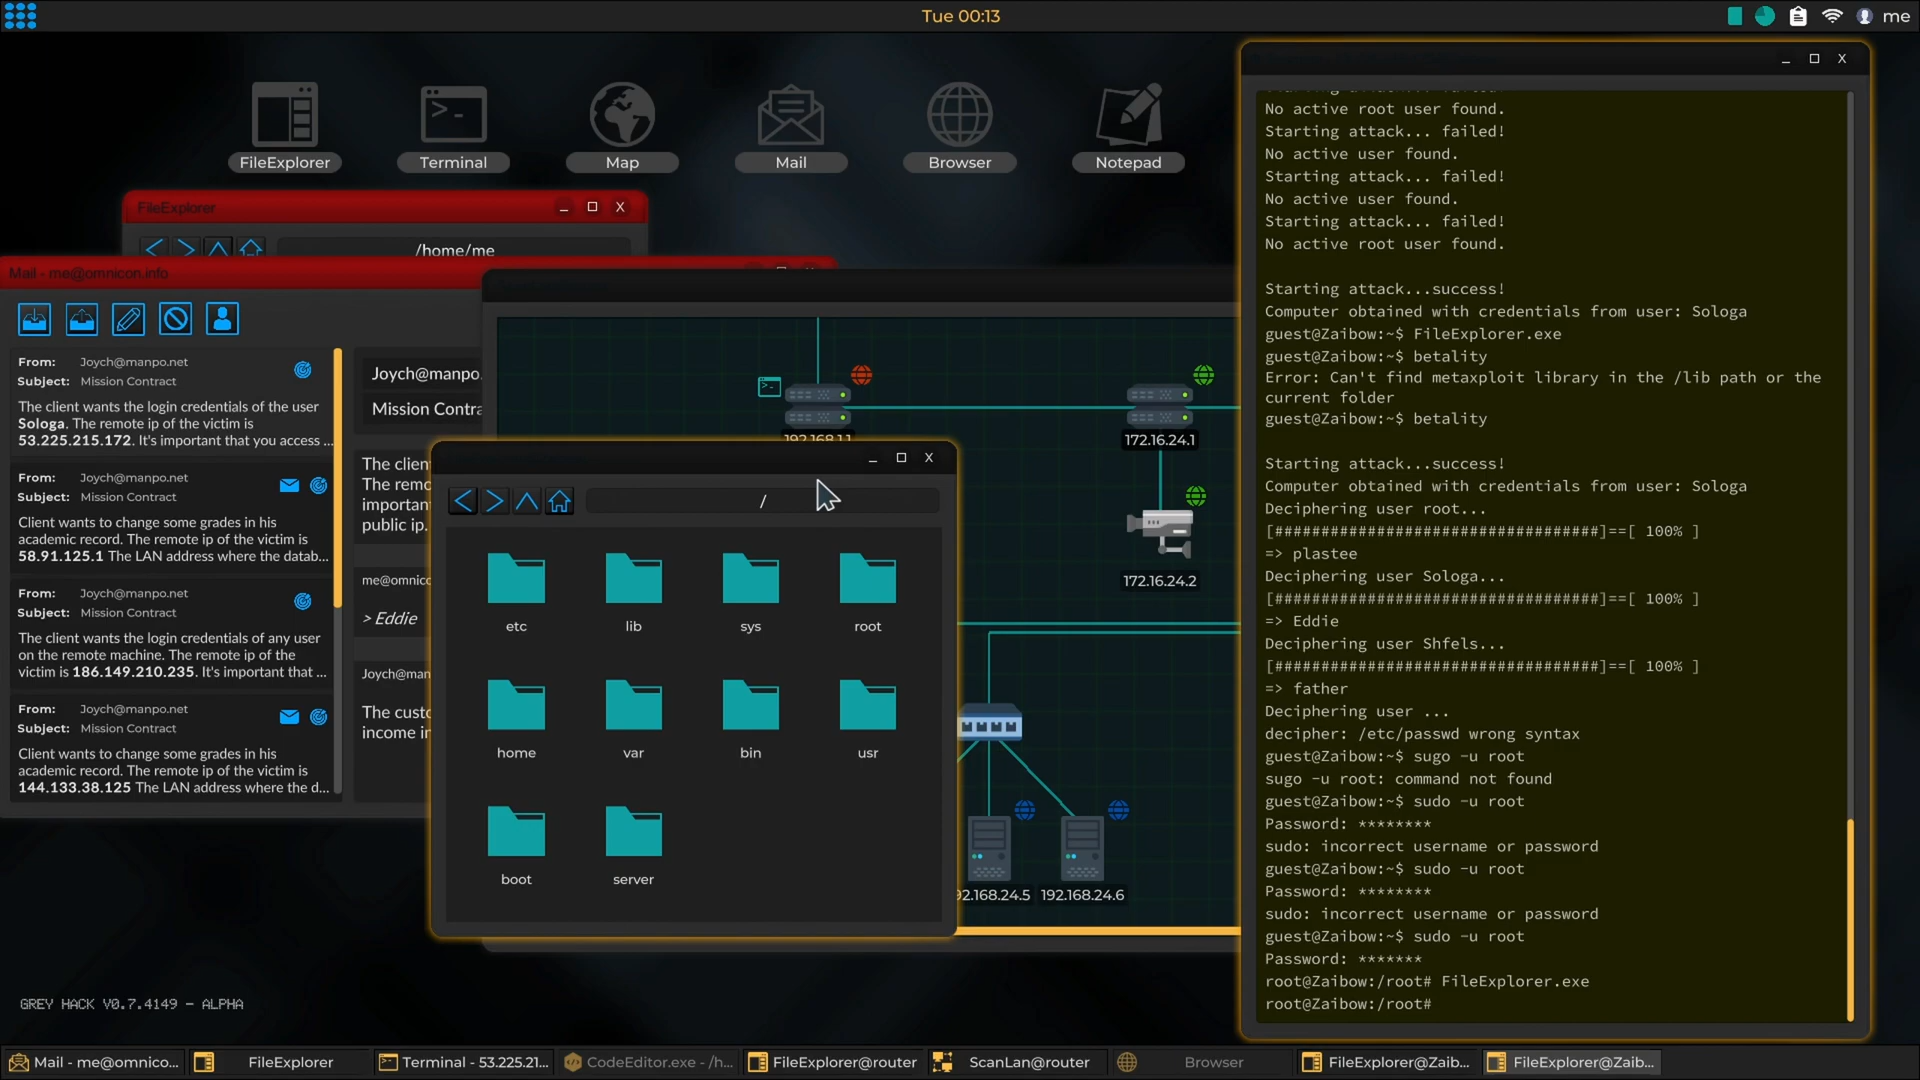 Tue 00:13
me
FileExplorer
Terminal
Map
Mail
Browser
Notepad
FileExplorer
/home/me
Mail - me@omnicon.info
From: Joych@manpo.net
Subject: Mission Contract
The client wants the login credentials of the user
Sologa. The remote ip of the victim is
53.225.215.172. It's important that you access ...
From: Joych@manpo.net
Subject: Mission Contract
Client wants to change some grades in his
academic record. The remote ip of the victim is
58.91.125.1 The LAN address where the datab...
From: Joych@manpo.net
Subject: Mission Contract
The client wants the login credentials of any user
on the remote machine. The remote ip of the
victim is 186.149.210.235. It's important that ...
From: Joych@manpo.net
Subject: Mission Contract
Client wants to change some grades in his
academic record. The remote ip of the victim is
144.133.38.125 The LAN address where the d...
Joych@manpo.
Mission Contra
The client
The remo
important
public ip.
me@omnico
> Eddie
Joych@man
The custo
income in
192.168.1.1
172.16.24.1
172.16.24.2
92.168.24.5
192.168.24.6
/
etc
lib
sys
root
home
var
bin
usr
boot
server
No active root user found.
Starting attack... failed!
No active user found.
Starting attack... failed!
No active user found.
Starting attack... failed!
No active root user found.
Starting attack...success!
Computer obtained with credentials from user: Sologa
guest@Zaibow:~$ FileExplorer.exe
guest@Zaibow:~$ betality
Error: Can't find metaxploit library in the /lib path or the
current folder
guest@Zaibow:~$ betality
Starting attack...success!
Computer obtained with credentials from user: Sologa
Deciphering user root...
[####################################]==[ 100% ]
=> plastee
Deciphering user Sologa...
[####################################]==[ 100% ]
=> Eddie
Deciphering user Shfels...
[####################################]==[ 100% ]
=> father
Deciphering user ...
decipher: /etc/passwd wrong syntax
guest@Zaibow:~$ sugo -u root
sugo -u root: command not found
guest@Zaibow:~$ sudo -u root
Password: ********
sudo: incorrect username or password
guest@Zaibow:~$ sudo -u root
Password: ********
sudo: incorrect username or password
guest@Zaibow:~$ sudo -u root
Password: *******
root@Zaibow:/root# FileExplorer.exe
root@Zaibow:/root#
GREY HACK V0.7.4149 - ALPHA
Mail - me@omnico...
FileExplorer
Terminal - 53.225.21...
CodeEditor.exe - /h...
FileExplorer@router
ScanLan@router
Browser
FileExplorer@Zaib...
FileExplorer@Zaib...